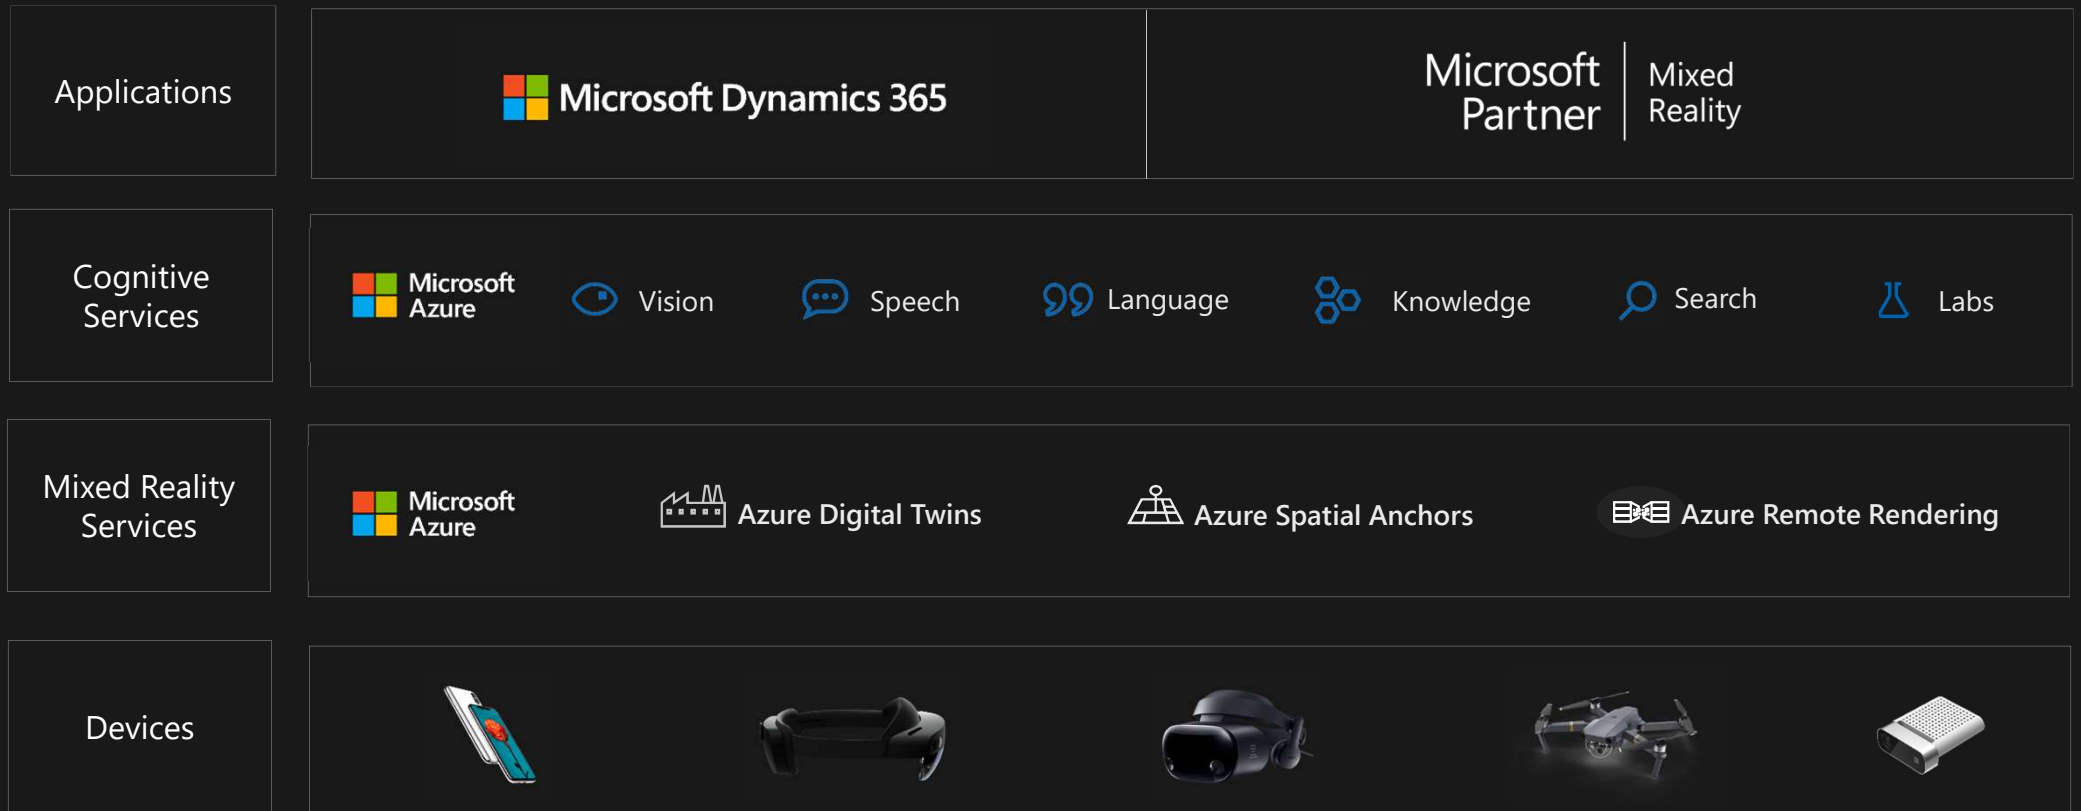 Applications
Microsoft Dynamics 365
Microsoft
Partner
Mixed
Reality
Cognitive
Services
Microsoft
Azure
Vision
Speech
Language
Knowledge
Search
Labs
Mixed Reality
Services
Microsoft
Azure
Azure Digital Twins
Azure Spatial Anchors
Azure Remote Rendering
Devices